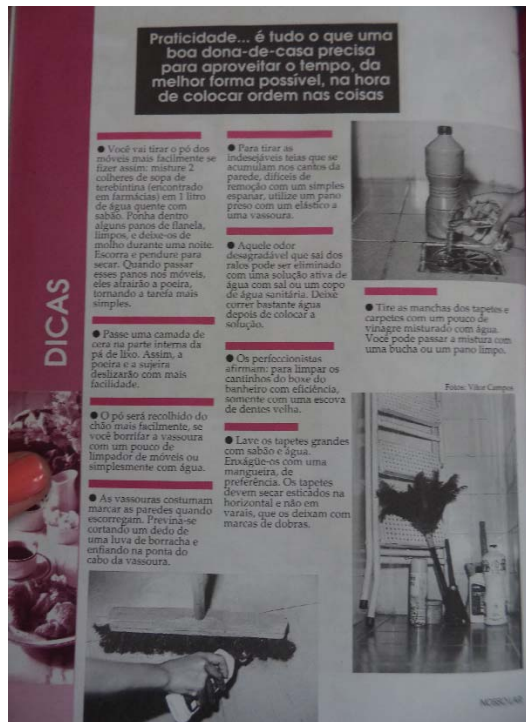 Praticidade... é tudo o que uma
boa dona-de-casa precisa
para aproveitar o tempo, da
melhor forma possível, na hora
de colocar ordem nas coisas
DICAS
● Você vai tirar o pó dos
móveis mais facilmente se
fizer assim: misture 2
colheres de sopa de
terebintina (encontrado
em farmácias) em 1 litro
de água quente com
sabão. Ponha dentro
alguns panos de flanela,
limpos, e deixe-os de
molho durante uma noite.
Escorra e pendure para
secar. Quando passar
esses panos nos móveis,
eles atrairão a poeira,
tornando a tarefa mais
simples.
● Passe uma camada de
cera na parte interna da
pá de lixo. Assim, a
poeira e a sujeira
deslizarão com mais
facilidade.
● O pó será recolhido do
chão mais facilmente, se
você borrifar a vassoura
com um pouco de
limpador de móveis ou
simplesmente com água.
● As vassouras costumam
marcar as paredes quando
escorregam. Previna-se
cortando um dedo de
uma luva de borracha e
enfiando na ponta do
cabo da vassoura.
● Para tirar as
indesejáveis teias que se
acumulam nos cantos da
parede, difíceis de
remoção com um simples
espanar, utilize um pano
preso com um elástico a
uma vassoura.
● Aquele odor
desagradável que sai dos
ralos pode ser eliminado
com uma solução ativa de
água com sal ou um copo
de água sanitária. Deixe
correr bastante água
depois de colocar a
solução.
● Os perfeccionistas
afirmam: para limpar os
cantinhos do boxe do
banheiro com eficiência,
somente com uma escova
de dentes velha.
● Lave os tapetes grandes
com sabão e água.
Enxágüe-os com uma
mangueira, de
preferência. Os tapetes
devem secar esticados na
horizontal e não em
varais, que os deixam com
marcas de dobras.
● Tire as manchas dos tapetes e
carpetes com um pouco de
vinagre misturado com água.
Você pode passar a mistura com
uma bucha ou um pano limpo.
Fotos: Vitor Campos
NOSSO LAR